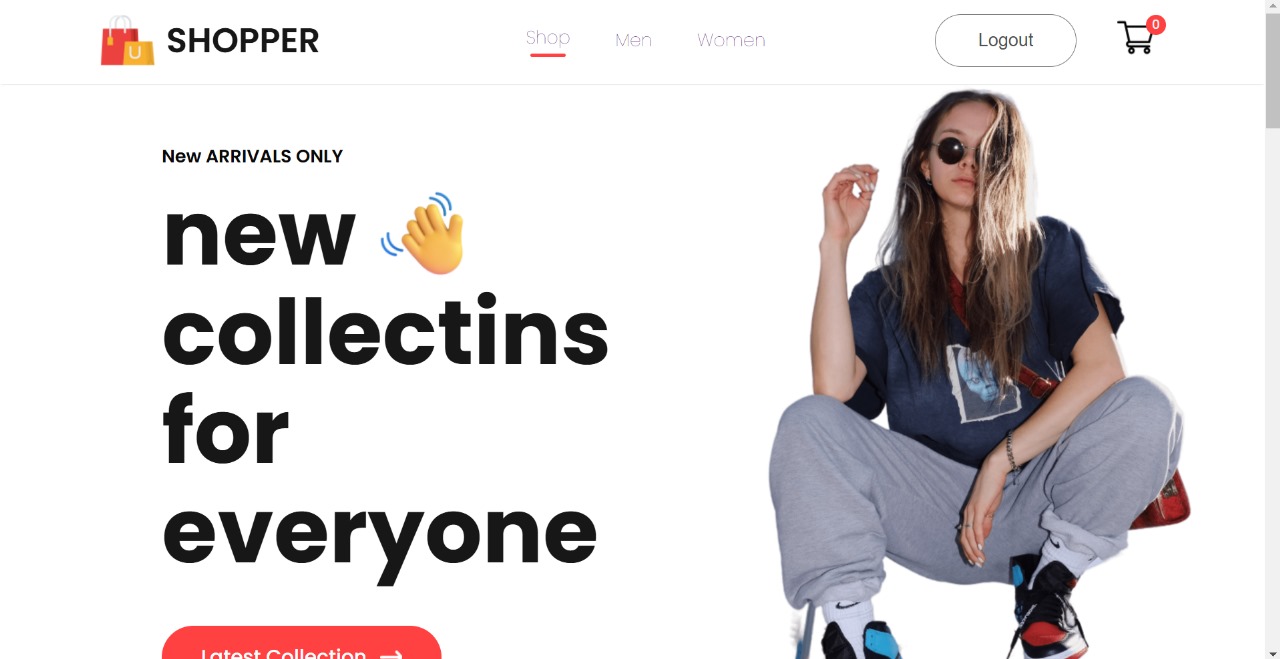 SHOPPER
Shop
Men
Women
Logout
0
New ARRIVALS ONLY
new
collectins
for
everyone
Latest Collection